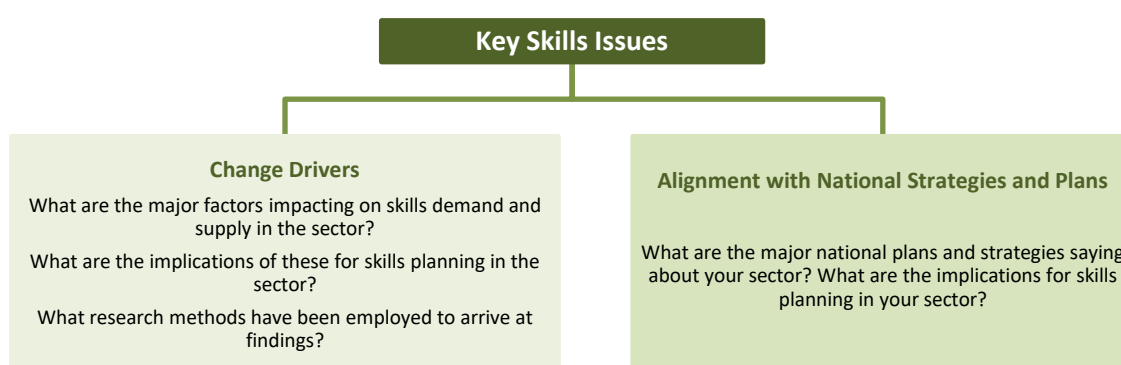 Key Skills Issues
Change Drivers
What are the major factors impacting on skills demand and
supply in the sector?
What are the implications of these for skills planning in the
sector?
What research methods have been employed to arrive at
findings?
Alignment with National Strategies and Plans
What are the major national plans and strategies saying
about your sector? What are the implications for skills
planning in your sector?